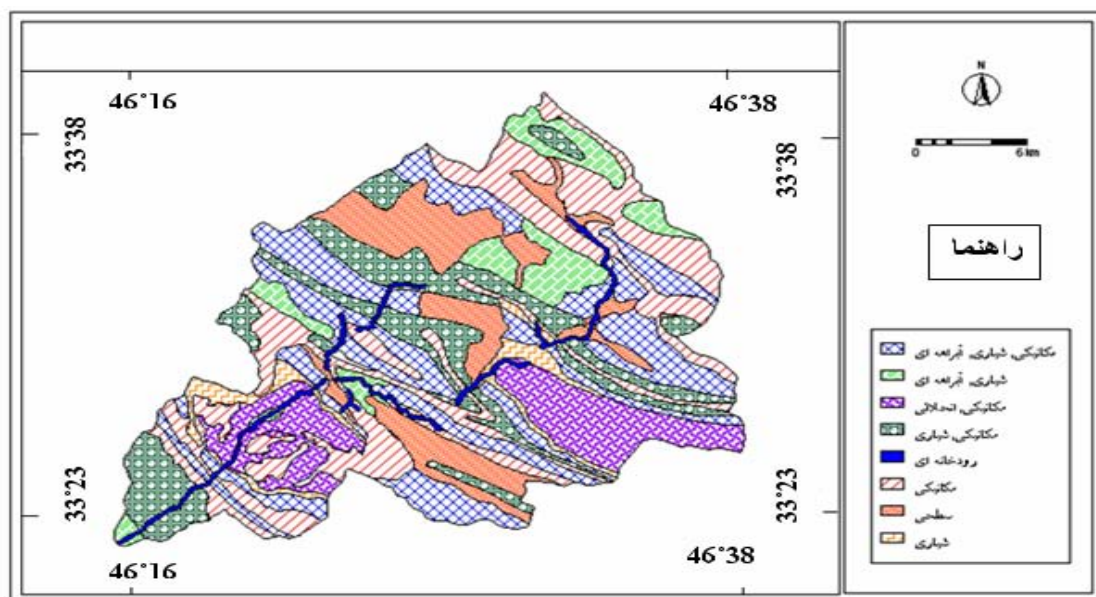 46°16
46°38
33°38
33°38
N
0 6 km
راهنما
مکانیکی, شیاری, آبراهه ای
شیاری, آبراهه ای
مکانیکی, انحلالی
مکانیکی, شیاری
رودخانه ای
مکانیکی
سطحی
شیاری
33°23
33°23
46°16
46°38